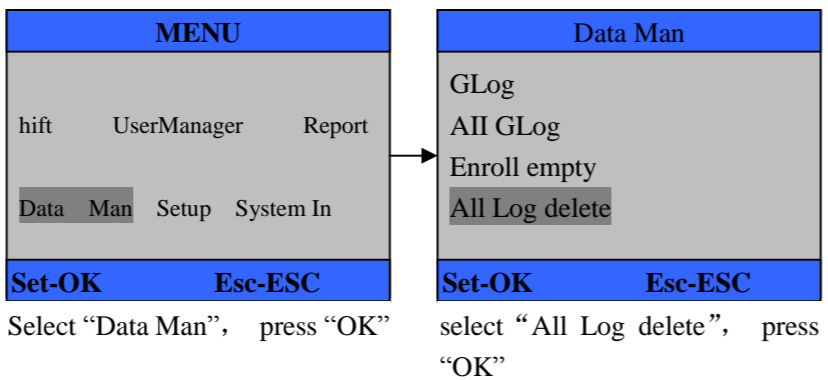 MENU
hift UserManager Report
Data Man Setup System In
Set-OK Esc-ESC
Select “Data Man”， press “OK”
Data Man
GLog
AII GLog
Enroll empty
All Log delete
Set-OK Esc-ESC
select“All Log delete”， press
“OK”